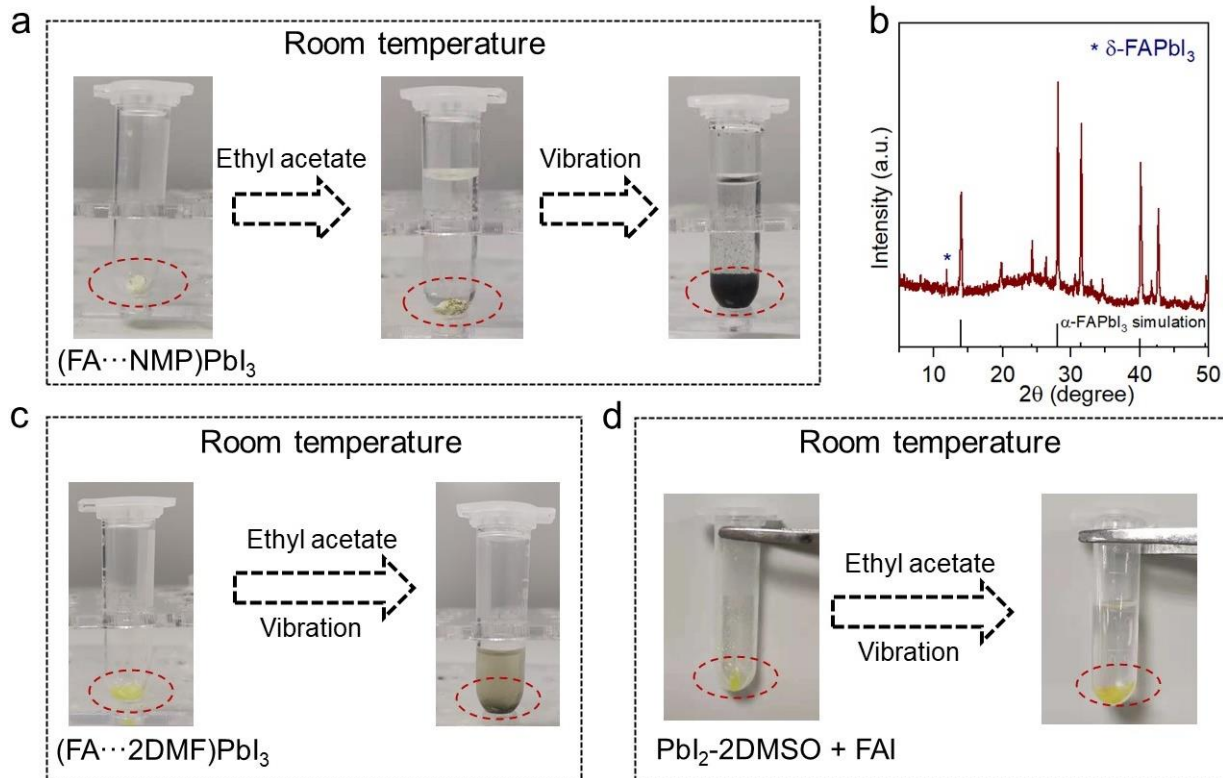 a
Room temperature
Ethyl acetate
Vibration
(FA···NMP)PbI₃
b
* δ-FAPbI₃
*
Intensity (a.u.)
α-FAPbI₃ simulation
10 20 30 40 50
2θ (degree)
c
Room temperature
Ethyl acetate
Vibration
(FA···2DMF)PbI₃
d
Room temperature
Ethyl acetate
Vibration
PbI₂-2DMSO + FAI